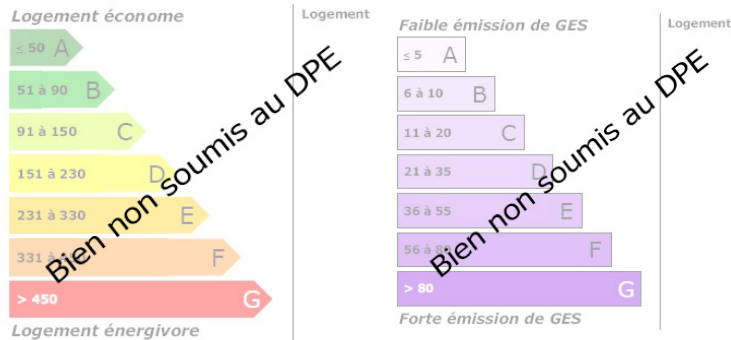 Logement économe
Logement
≤ 50 A
51 à 90 B
91 à 150 C
151 à 230 D
231 à 330 E
331 à F
> 450 G
Logement énergivore
Bien non soumis au DPE
Faible émission de GES
Logement
≤ 5 A
6 à 10 B
11 à 20 C
21 à 35 D
36 à 55 E
56 à 80 F
> 80 G
Forte émission de GES
Bien non soumis au DPE